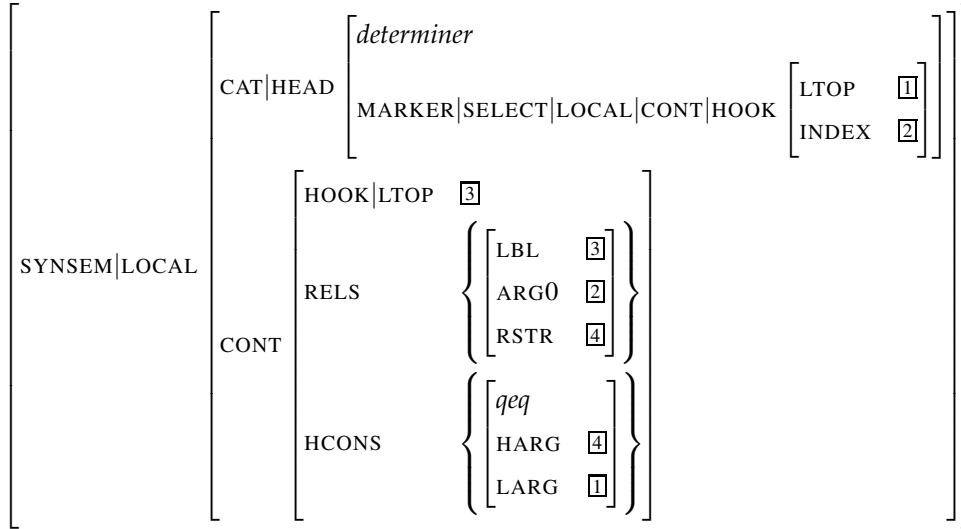 determiner
CAT|HEAD
MARKER|SELECT|LOCAL|CONT|HOOK
LTOP 1
INDEX 2
SYNSEM|LOCAL
CONT
HOOK|LTOP 3
RELS
LBL 3
ARG0 2
RSTR 4
HCONS
qeq
HARG 4
LARG 1